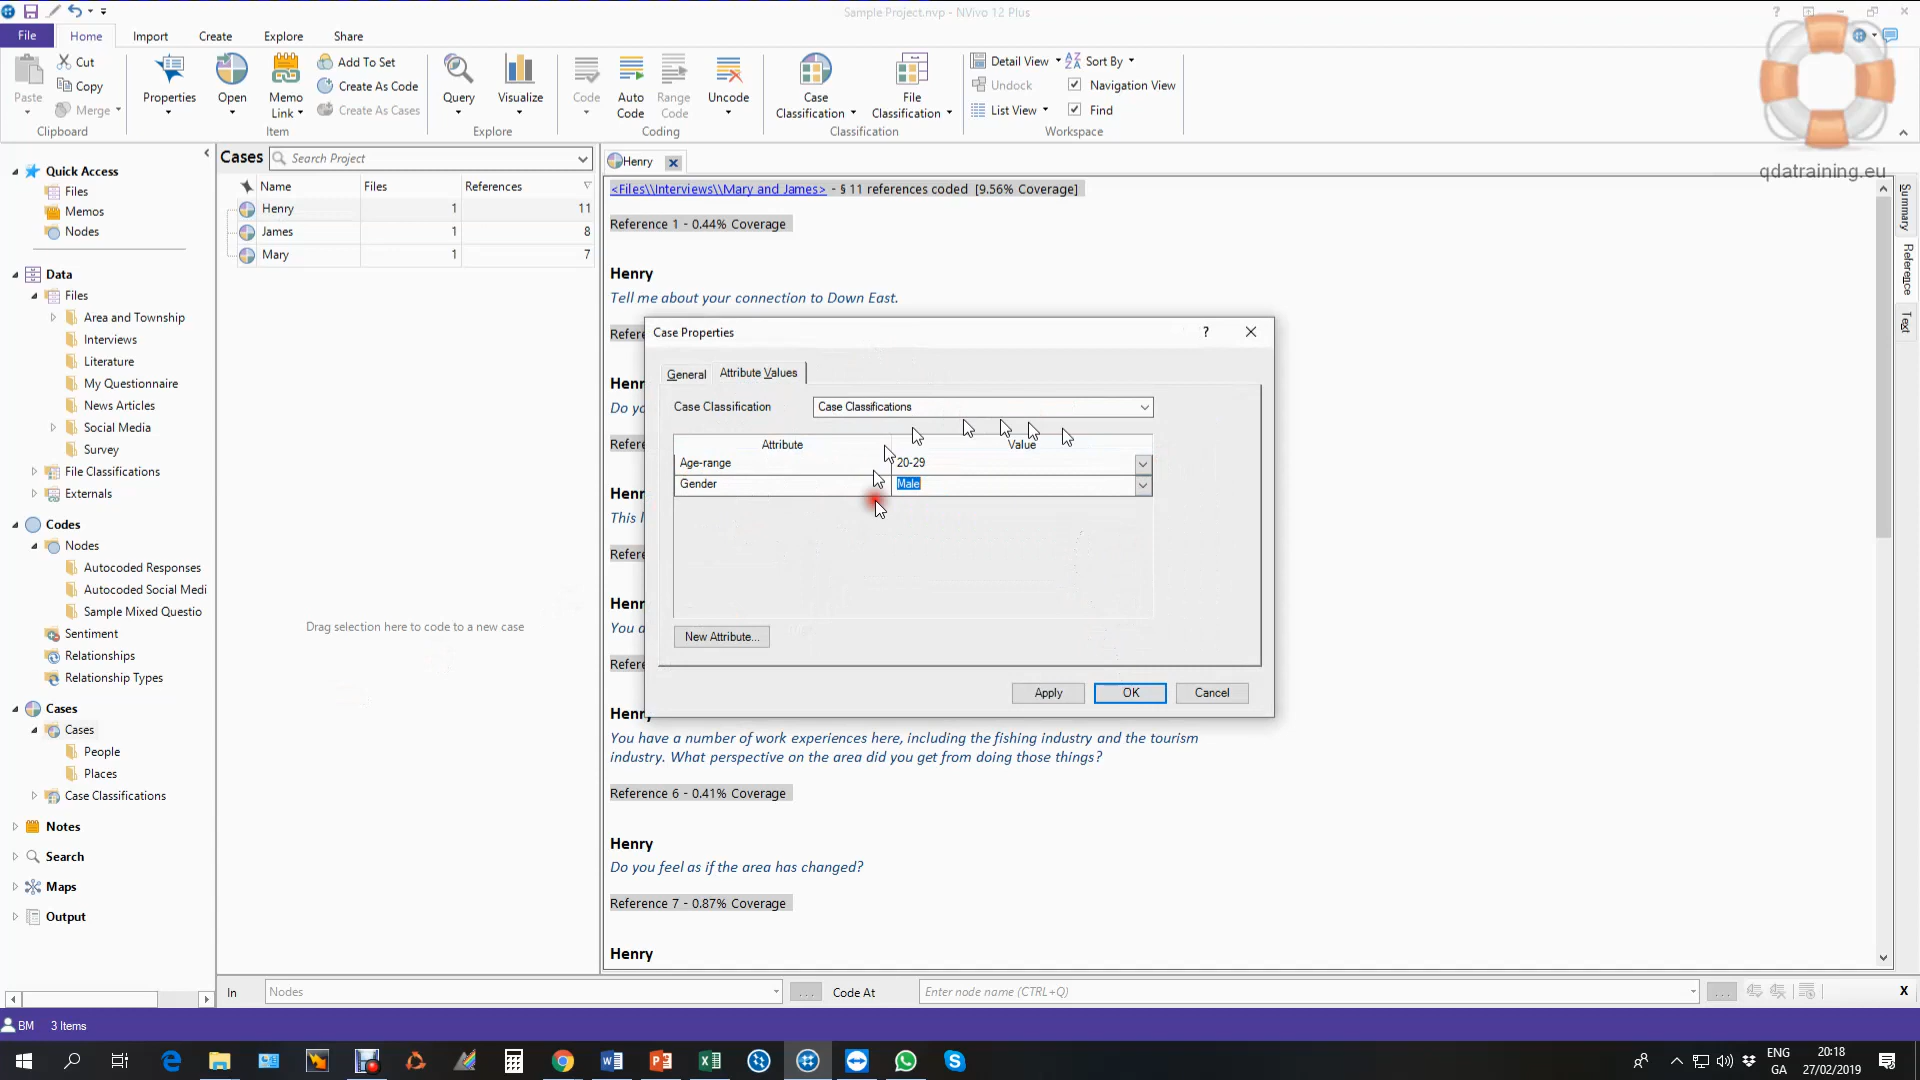 Sample Project.nvp - NVivo 12 Plus
File
Home
Import
Create
Explore
Share
Paste
Cut
Copy
Merge
Clipboard
Properties
Open
Memo Link
Add To Set
Create As Code
Create As Cases
Item
Query
Visualize
Explore
Code
Auto Code
Range Code
Uncode
Coding
Case Classification
File Classification
Classification
Detail View
Sort By
Undock
Navigation View
List View
Find
Workspace
qdatraining.eu
Quick Access
Files
Memos
Nodes
Data
Files
Area and Township
Interviews
Literature
My Questionnaire
News Articles
Social Media
Survey
File Classifications
Externals
Codes
Nodes
Autocoded Responses
Autocoded Social Medi
Sample Mixed Questio
Sentiment
Relationships
Relationship Types
Cases
Cases
People
Places
Case Classifications
Notes
Search
Maps
Output
Cases
Search Project
Name Files References
Henry 1 11
James 1 8
Mary 1 7
Drag selection here to code to a new case
Henry
<Files\\Interviews\\Mary and James> - § 11 references coded [9.56% Coverage]
Reference 1 - 0.44% Coverage
Henry
Tell me about your connection to Down East.
Refere
Henr
Do yo
Refere
Henr
This l
Refere
Henr
You a
Refere
Henry
You have a number of work experiences here, including the fishing industry and the tourism
industry. What perspective on the area did you get from doing those things?
Reference 6 - 0.41% Coverage
Henry
Do you feel as if the area has changed?
Reference 7 - 0.87% Coverage
Henry
Case Properties
?
General
Attribute Values
Case Classification
Case Classifications
Attribute Value
Age-range 20-29
Gender Male
New Attribute...
Apply
OK
Cancel
Summary
Reference
Text
In
Nodes
...
Code At
Enter node name (CTRL+Q)
...
X
BM 3 Items
ENG
GA
20:18
27/02/2019